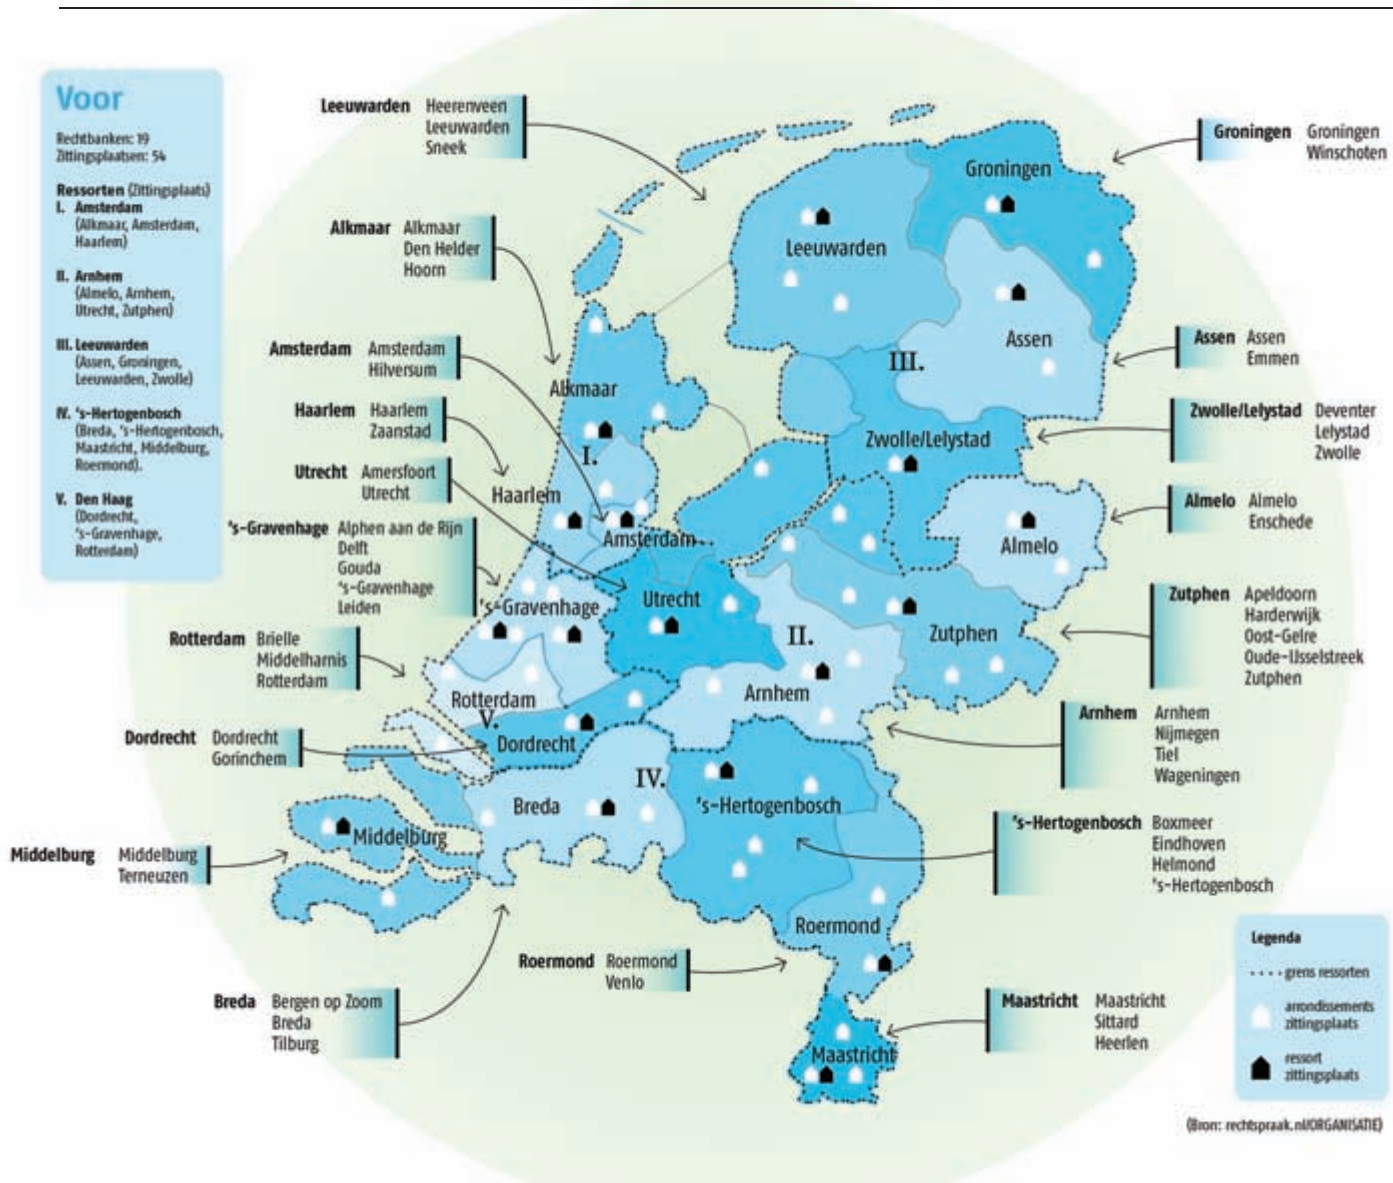 Voor
Rechtbanken: 19
Zittingsplaatsen: 54
Ressorten (Zittingsplaats)
I. Amsterdam
(Alkmaar, Amsterdam,
Haarlem)
II. Arnhem
(Almelo, Arnhem,
Utrecht, Zutphen)
III. Leeuwarden
(Assen, Groningen,
Leeuwarden, Zwolle)
IV. 's-Hertogenbosch
(Breda, 's-Hertogenbosch,
Maastricht, Middelburg,
Roermond).
V. Den Haag
(Dordrecht,
's-Gravenhage,
Rotterdam)
Leeuwarden Heerenveen
Leeuwarden
Sneek
Alkmaar Alkmaar
Den Helder
Hoorn
Amsterdam Amsterdam
Hilversum
Haarlem Haarlem
Zaanstad
Utrecht Amersfoort
Utrecht
's-Gravenhage Alphen aan de Rijn
Delft
Gouda
's-Gravenhage
Leiden
Rotterdam Brielle
Middelharnis
Rotterdam
Dordrecht Dordrecht
Gorinchem
Middelburg Middelburg
Terneuzen
Breda Bergen op Zoom
Breda
Tilburg
Roermond Roermond
Venlo
Groningen
Leeuwarden
Assen
III.
Alkmaar
Zwolle/Lelystad
I.
Haarlem
Amsterdam
Almelo
's-Gravenhage
Utrecht
II.
Zutphen
Rotterdam
Arnhem
V.
Dordrecht
IV.
Breda
's-Hertogenbosch
Middelburg
Roermond
Maastricht
Groningen Groningen
Winschoten
Assen Assen
Emmen
Zwolle/Lelystad Deventer
Lelystad
Zwolle
Almelo Almelo
Enschede
Zutphen Apeldoorn
Harderwijk
Oost-Gelre
Oude-IJsselstreek
Zutphen
Arnhem Arnhem
Nijmegen
Tiel
Wageningen
's-Hertogenbosch Boxmeer
Eindhoven
Helmond
's-Hertogenbosch
Maastricht Maastricht
Sittard
Heerlen
Legenda
grens ressorten
arrondissements
zittingsplaats
ressort
zittingsplaats
(Bron: rechtspraak.nl/ORGANISATIE)